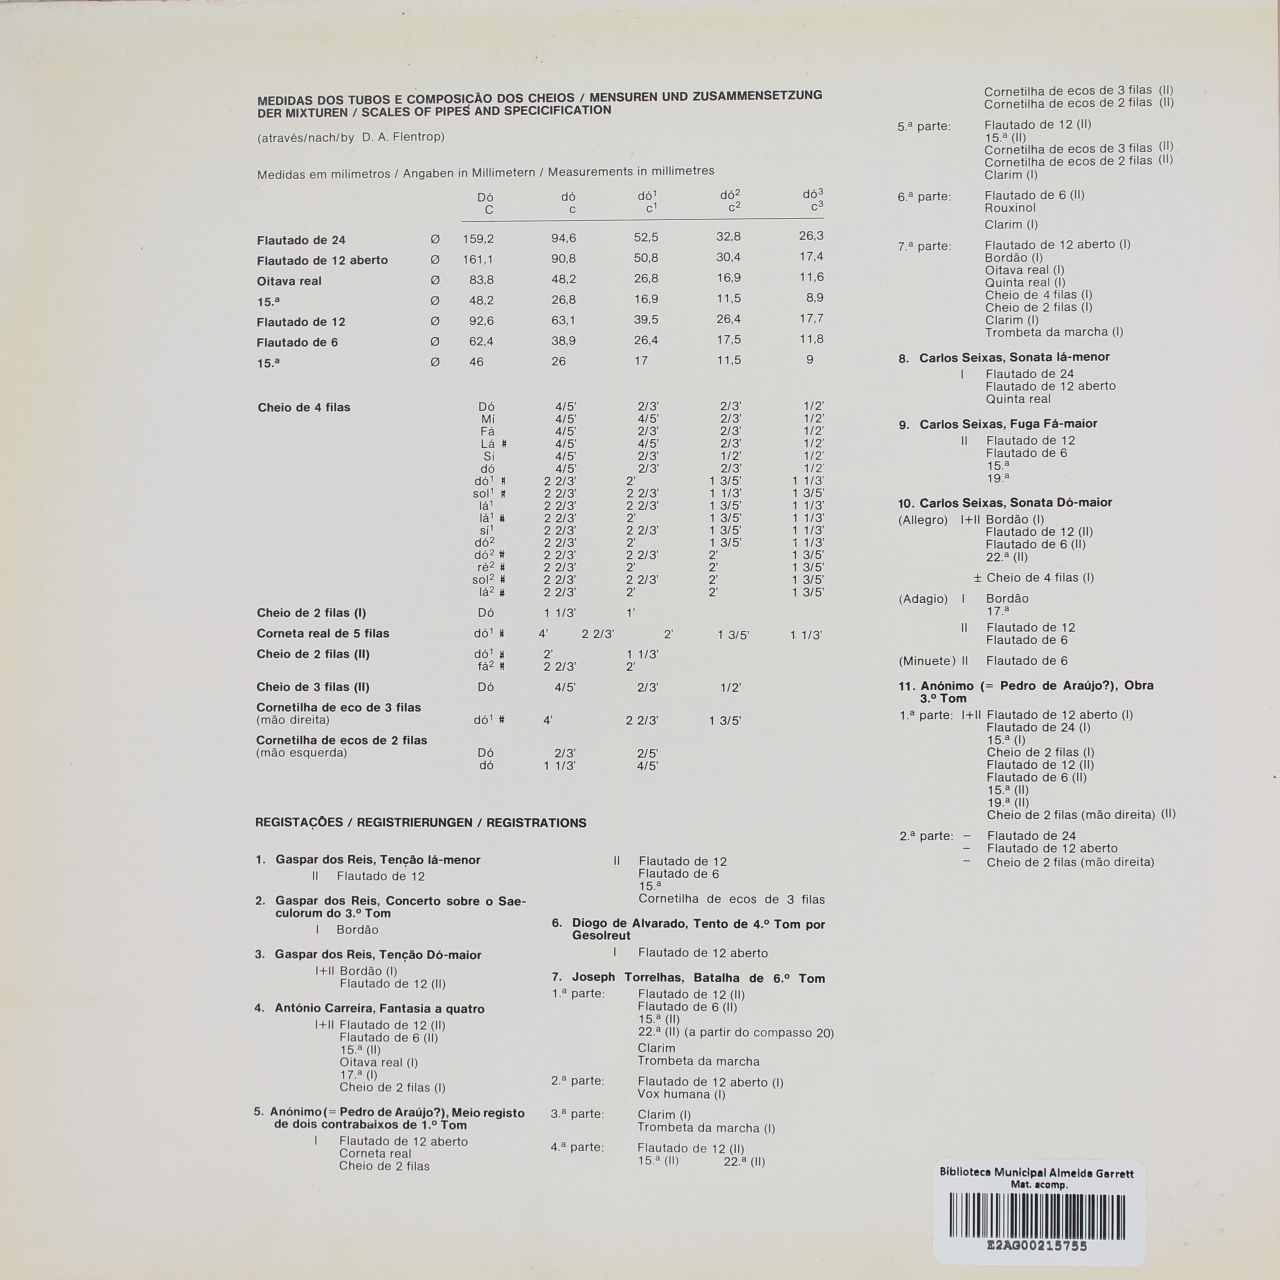 MEDIDAS DOS TUBOS E COMPOSIÇÃO DOS CHEIOS / MENSUREN UND ZUSAMMENSETZUNG
DER MIXTUREN / SCALES OF PIPES AND SPECICIFICATION
(através/nach/by D. A. Flentrop)
Medidas em milímetros / Angaben in Millimetern / Measurements in millimetres
Dó dó dó¹ dó² dó³
C c c¹ c² c³
Flautado de 24 Ø 159,2 94,6 52,5 32,8 26,3
Flautado de 12 aberto Ø 161,1 90,8 50,8 30,4 17,4
Oitava real Ø 83,8 48,2 26,8 16,9 11,6
15.ª Ø 48,2 26,8 16,9 11,5 8,9
Flautado de 12 Ø 92,6 63,1 39,5 26,4 17,7
Flautado de 6 Ø 62,4 38,9 26,4 17,5 11,8
15.ª Ø 46 26 17 11,5 9
Cheio de 4 filas Dó 4/5' 2/3' 2/3' 1/2'
Mi 4/5' 4/5' 2/3' 1/2'
Fá 4/5' 2/3' 2/3' 1/2'
Lá # 4/5' 4/5' 2/3' 1/2'
Si 4/5' 2/3' 1/2' 1/2'
dó 4/5' 2/3' 2/3' 1/2'
dó¹ # 2 2/3' 2' 1 3/5' 1 1/3'
sol¹ # 2 2/3' 2 2/3' 1 1/3' 1 3/5'
lá¹ 2 2/3' 2 2/3' 1 3/5' 1 1/3'
lá¹ # 2 2/3' 2' 1 3/5' 1 1/3'
si¹ 2 2/3' 2 2/3' 1 3/5' 1 1/3'
dó² 2 2/3' 2' 1 3/5' 1 1/3'
dó² # 2 2/3' 2 2/3' 2' 1 3/5'
ré² # 2 2/3' 2' 2' 1 3/5'
sol² # 2 2/3' 2 2/3' 2' 1 3/5'
lá² # 2 2/3' 2' 2' 1 3/5'
Cheio de 2 filas (I) Dó 1 1/3' 1'
Corneta real de 5 filas dó¹ # 4' 2 2/3' 2' 1 3/5' 1 1/3'
Cheio de 2 filas (II) dó¹ # 2' 1 1/3'
fá² # 2 2/3' 2'
Cheio de 3 filas (II) Dó 4/5' 2/3' 1/2'
Cornetilha de eco de 3 filas
(mão direita) dó¹ # 4' 2 2/3' 1 3/5'
Cornetilha de ecos de 2 filas
(mão esquerda) Dó 2/3' 2/5'
dó 1 1/3' 4/5'
REGISTAÇÕES / REGISTRIERUNGEN / REGISTRATIONS
1. Gaspar dos Reis, Tenção lá-menor
II Flautado de 12
2. Gaspar dos Reis, Concerto sobre o Sae-
culorum do 3.º Tom
I Bordão
3. Gaspar dos Reis, Tenção Dó-maior
I+II Bordão (I)
Flautado de 12 (II)
4. António Carreira, Fantasia a quatro
I+II Flautado de 12 (II)
Flautado de 6 (II)
15.ª (II)
Oitava real (I)
17.ª (I)
Cheio de 2 filas (I)
5. Anónimo (= Pedro de Araújo?), Meio registo
de dois contrabaixos de 1.º Tom
I Flautado de 12 aberto
Corneta real
Cheio de 2 filas
II Flautado de 12
Flautado de 6
15.ª
Cornetilha de ecos de 3 filas
6. Diogo de Alvarado, Tento de 4.º Tom por
Gesolreut
I Flautado de 12 aberto
7. Joseph Torrelhas, Batalha de 6.º Tom
1.ª parte: Flautado de 12 (II)
Flautado de 6 (II)
15.ª (II)
22.ª (II) (a partir do compasso 20)
Clarim
Trombeta da marcha
2.ª parte: Flautado de 12 aberto (I)
Vox humana (I)
3.ª parte: Clarim (I)
Trombeta da marcha (I)
4.ª parte: Flautado de 12 (II)
15.ª (II) 22.ª (II)
Cornetilha de ecos de 3 filas (II)
Cornetilha de ecos de 2 filas (II)
5.ª parte: Flautado de 12 (II)
15.ª (II)
Cornetilha de ecos de 3 filas (II)
Cornetilha de ecos de 2 filas (II)
Clarim (I)
6.ª parte: Flautado de 6 (II)
Rouxinol
Clarim (I)
7.ª parte: Flautado de 12 aberto (I)
Bordão (I)
Oitava real (I)
Quinta real (I)
Cheio de 4 filas (I)
Cheio de 2 filas (I)
Clarim (I)
Trombeta da marcha (I)
8. Carlos Seixas, Sonata lá-menor
I Flautado de 24
Flautado de 12 aberto
Quinta real
9. Carlos Seixas, Fuga Fá-maior
II Flautado de 12
Flautado de 6
15.ª
19.ª
10. Carlos Seixas, Sonata Dó-maior
(Allegro) I+II Bordão (I)
Flautado de 12 (II)
Flautado de 6 (II)
22.ª (II)
± Cheio de 4 filas (I)
(Adagio) I Bordão
17.ª
II Flautado de 12
Flautado de 6
(Minuete) II Flautado de 6
11. Anónimo (= Pedro de Araújo?), Obra
3.º Tom
1.ª parte: I+II Flautado de 12 aberto (I)
Flautado de 24 (I)
15.ª (I)
Cheio de 2 filas (I)
Flautado de 12 (II)
Flautado de 6 (II)
15.ª (II)
19.ª (II)
Cheio de 2 filas (mão direita) (II)
2.ª parte: – Flautado de 24
– Flautado de 12 aberto
– Cheio de 2 filas (mão direita)
Biblioteca Municipal Almeida Garrett
Mat. acomp.
E2AG00215755